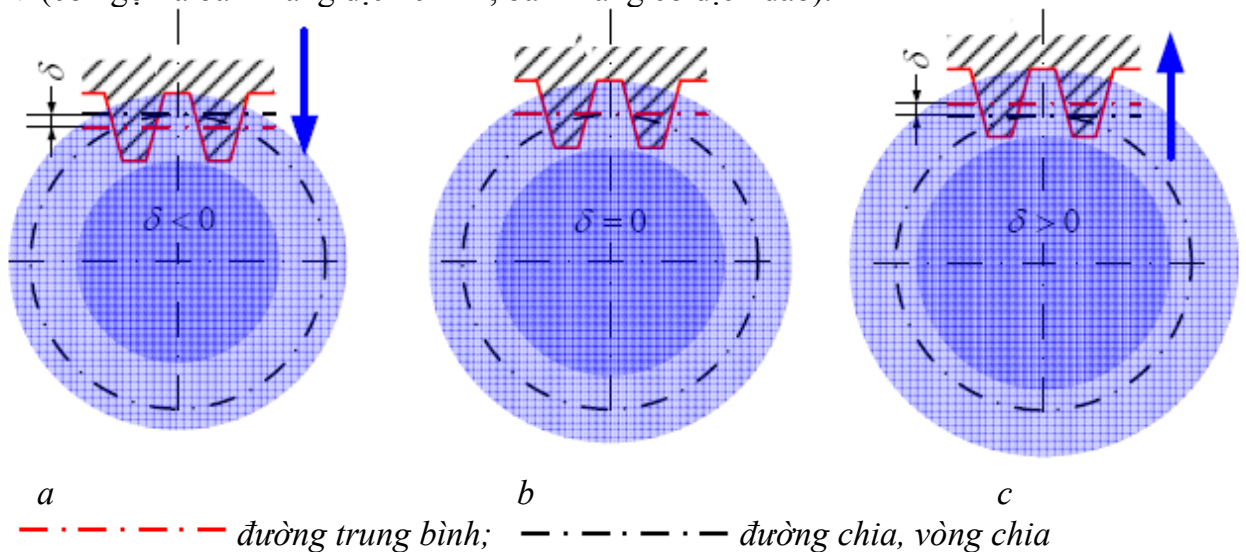 δ
δ
δ < 0
δ = 0
δ > 0
a b c
đường trung bình; đường chia, vòng chia